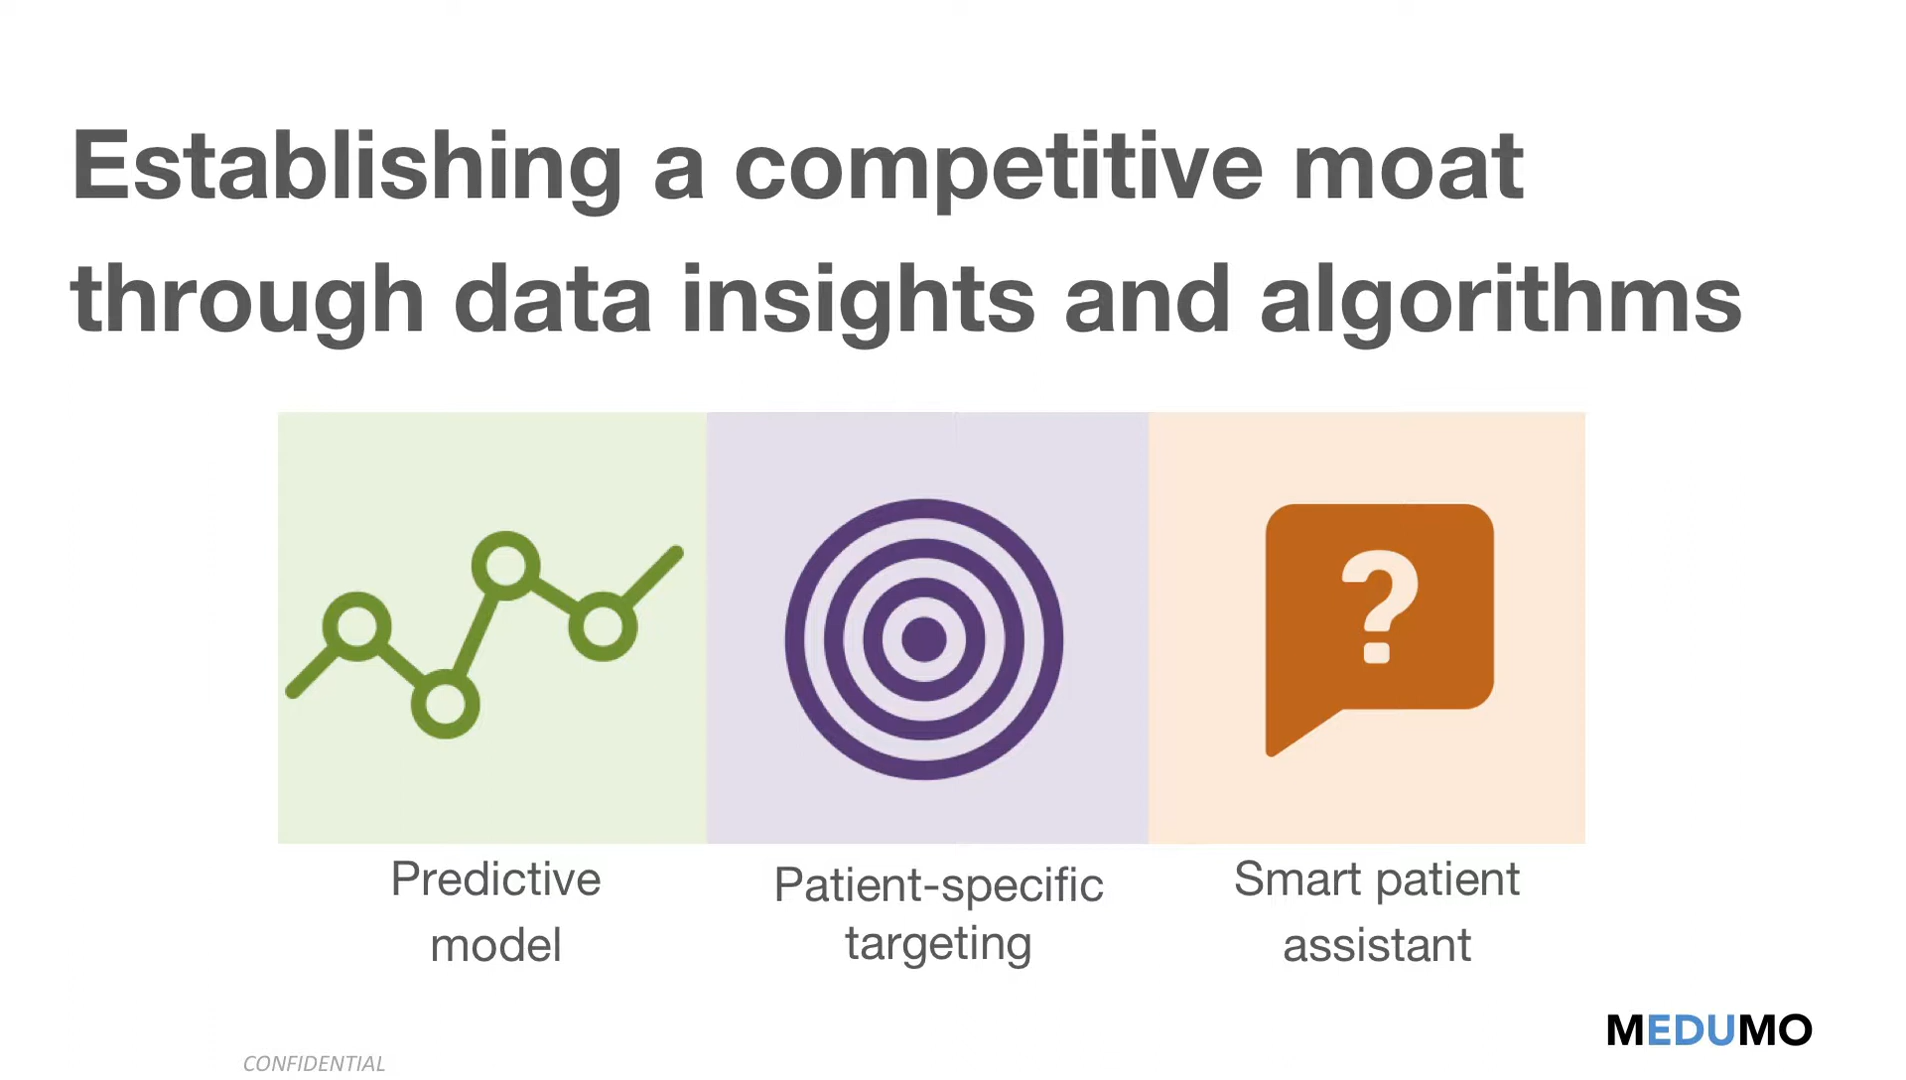 Establishing a competitive moat
through data insights and algorithms
?
Predictive
model
Patient-specific
targeting
Smart patient
assistant
MEDUMO
CONFIDENTIAL